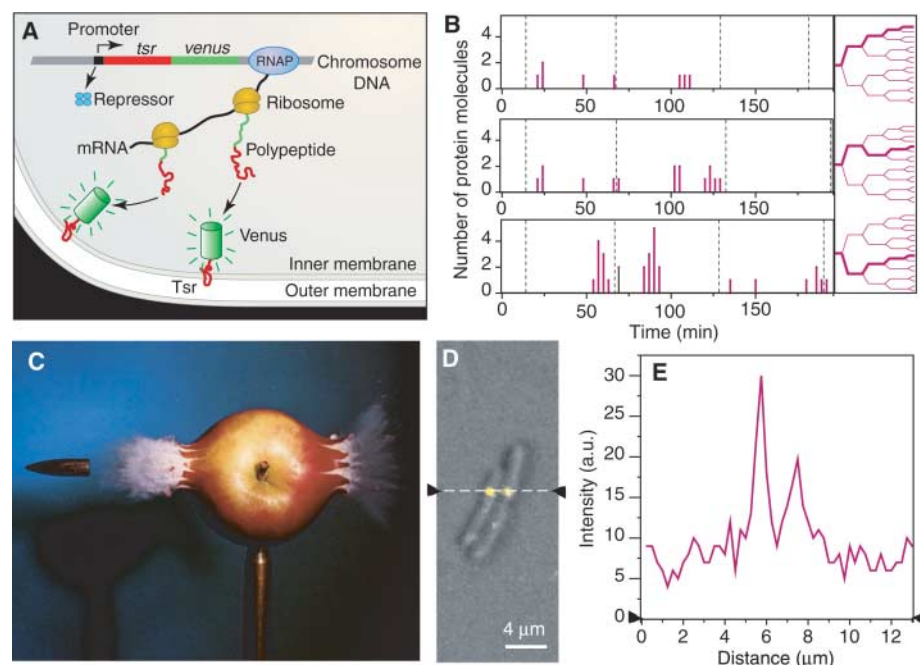 A
Promoter
tsr
venus
RNAP
Chromosome
DNA
Repressor
Ribosome
mRNA
Polypeptide
Venus
Tsr
Inner membrane
Outer membrane
B
Number of protein molecules
4
2
0
0 50 100 150
4
2
0
0 50 100 150
4
2
0
0 50 100 150
Time (min)
C
D
4 μm
E
Intensity (a.u.)
30
25
20
15
10
5
0
0 2 4 6 8 10 12
Distance (μm)